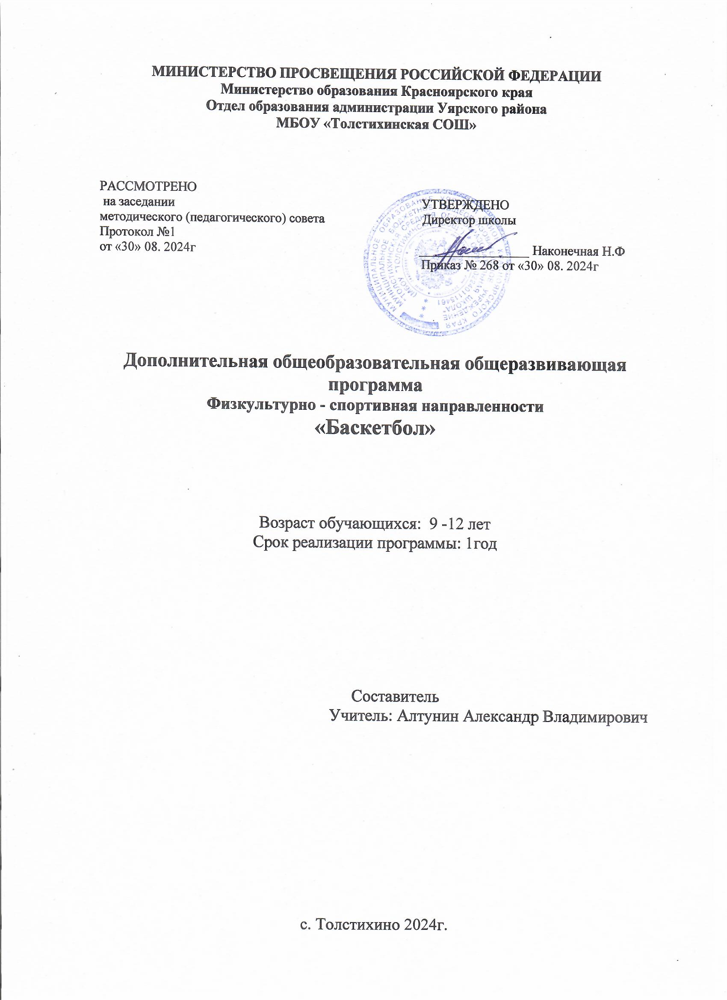 МИНИСТЕРСТВО ПРОСВЕЩЕНИЯ РОССИЙСКОЙ ФЕДЕРАЦИИ
Министерство образования Красноярского края
Отдел образования администрации Уярского района
МБОУ «Толстихинская СОШ»
РАССМОТРЕНО
на заседании
методического (педагогического) совета
Протокол №1
от «30» 08. 2024г
УТВЕРЖДЕНО
Директор школы
Наконечная Н.Ф
Приказ № 268 от «30» 08. 2024г
Дополнительная общеобразовательная общеразвивающая
программа
Физкультурно - спортивная направленности
«Баскетбол»
Возраст обучающихся: 9 -12 лет
Срок реализации программы: 1год
Составитель
Учитель: Алтунин Александр Владимирович
с. Толстихино 2024г.